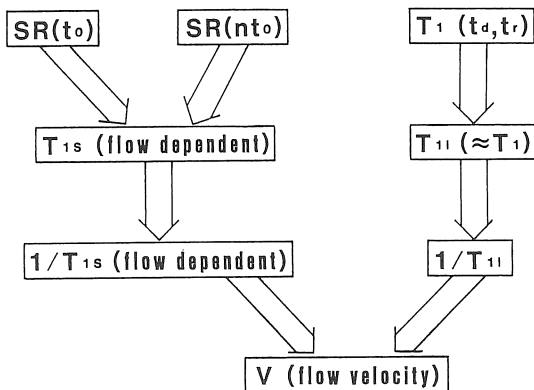 SR(to) SR(nto) T1 (td,tr)
T1s (flow dependent) T1l (≈T1)
1/T1s (flow dependent) 1/T1l
V (flow velocity)